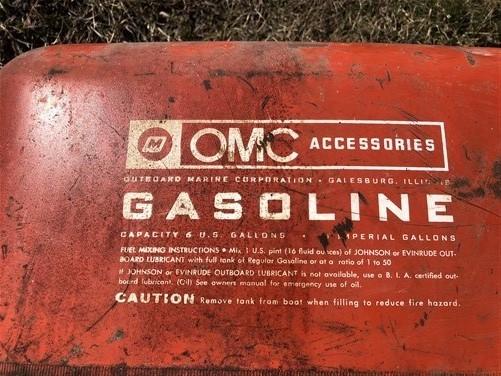 OMC ACCESSORIES
OUTBOARD MARINE CORPORATION • GALESBURG, ILLINOIS
GASOLINE
CAPACITY 6 U.S. GALLONS • IMPERIAL GALLONS
FUEL MIXING INSTRUCTIONS • Mix 1 U.S. pint (16 fluid ounces) of JOHNSON or EVINRUDE OUT-
BOARD LUBRICANT with full tank of Regular Gasoline or at a ratio of 1 to 50
IF JOHNSON or EVINRUDE OUTBOARD LUBRICANT is not available, use a B. I. A. certified out-
board lubricant. (Oil) See owners manual for emergency use of oil.
CAUTION Remove tank from boat when filling to reduce fire hazard.